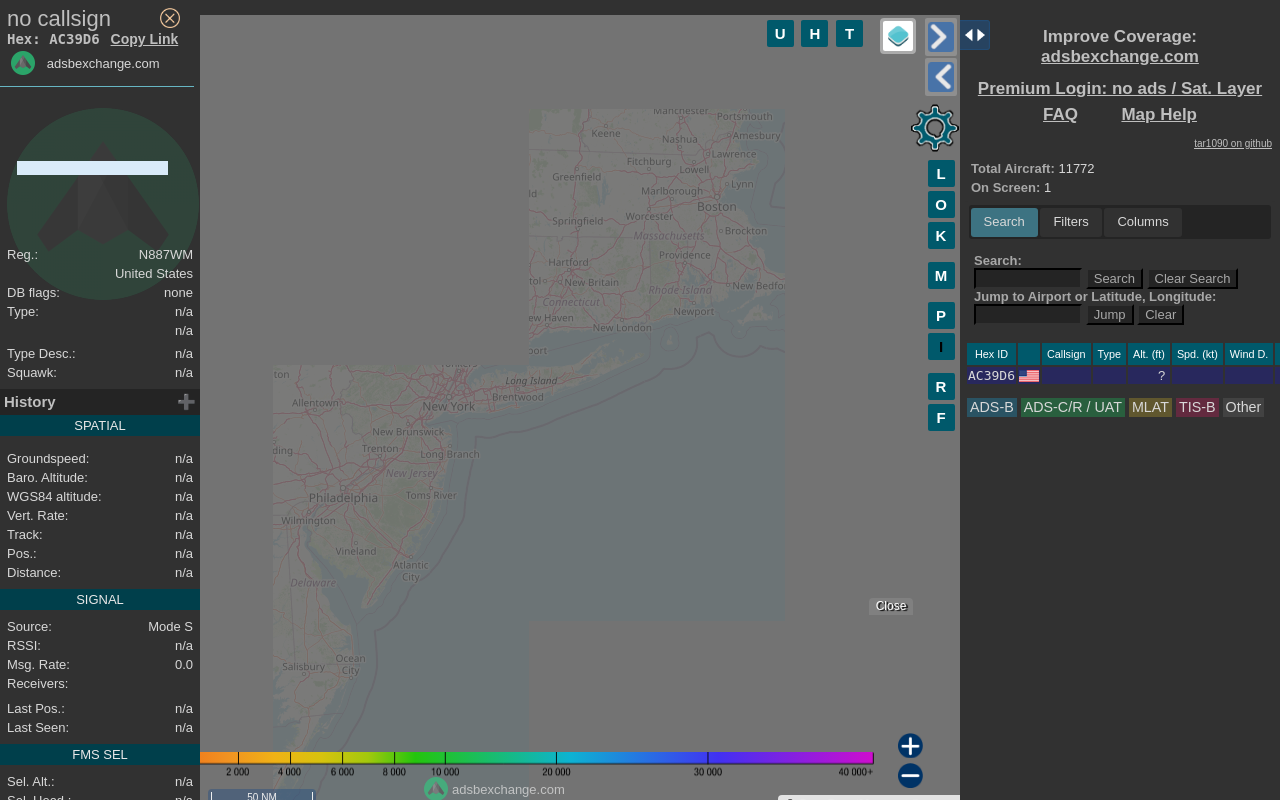 no callsign
Hex: AC39D6 Copy Link
adsbexchange.com
Reg.: N887WM
United States
DB flags: none
Type: n/a
n/a
Type Desc.: n/a
Squawk: n/a
History
SPATIAL
Groundspeed: n/a
Baro. Altitude: n/a
WGS84 altitude: n/a
Vert. Rate: n/a
Track: n/a
Pos.: n/a
Distance: n/a
SIGNAL
Source: Mode S
RSSI: n/a
Msg. Rate: 0.0
Receivers:
Last Pos.: n/a
Last Seen: n/a
FMS SEL
Sel. Alt.: n/a
Sel. Head.: n/a
U H T
L
O
K
M
P
I
R
F
Manchester
Portsmouth
Keene
Nashua
Amesbury
Fitchburg
Lawrence
Greenfield
Lowell
Marlborough
Lynn
Springfield
Worcester
Boston
Massachusetts
Brockton
Hartford
Providence
New Britain
Rhode Island
New Bedfor
Connecticut
Newport
ew Haven
New London
port
ton
Long Island
Allentown
New York
Brentwood
New Brunswick
ding
Trenton
Long Branch
New Jersey
Philadelphia
Toms River
Wilmington
Vineland
Atlantic
City
Delaware
Ocean
City
Salisbury
Close
2 000 4 000 6 000 8 000 10 000 20 000 30 000 40 000+
adsbexchange.com
50 NM
Improve Coverage:
adsbexchange.com
Premium Login: no ads / Sat. Layer
FAQ Map Help
tar1090 on github
Total Aircraft: 11772
On Screen: 1
Search Filters Columns
Search:
Search Clear Search
Jump to Airport or Latitude, Longitude:
Jump Clear
Hex ID Callsign Type Alt. (ft) Spd. (kt) Wind D.
AC39D6 ?
ADS-B ADS-C/R / UAT MLAT TIS-B Other